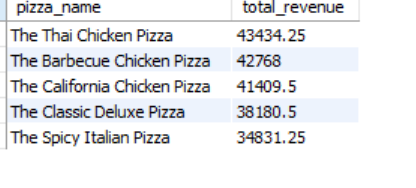 pizza_name total_revenue
The Thai Chicken Pizza 43434.25
The Barbecue Chicken Pizza 42768
The California Chicken Pizza 41409.5
The Classic Deluxe Pizza 38180.5
The Spicy Italian Pizza 34831.25